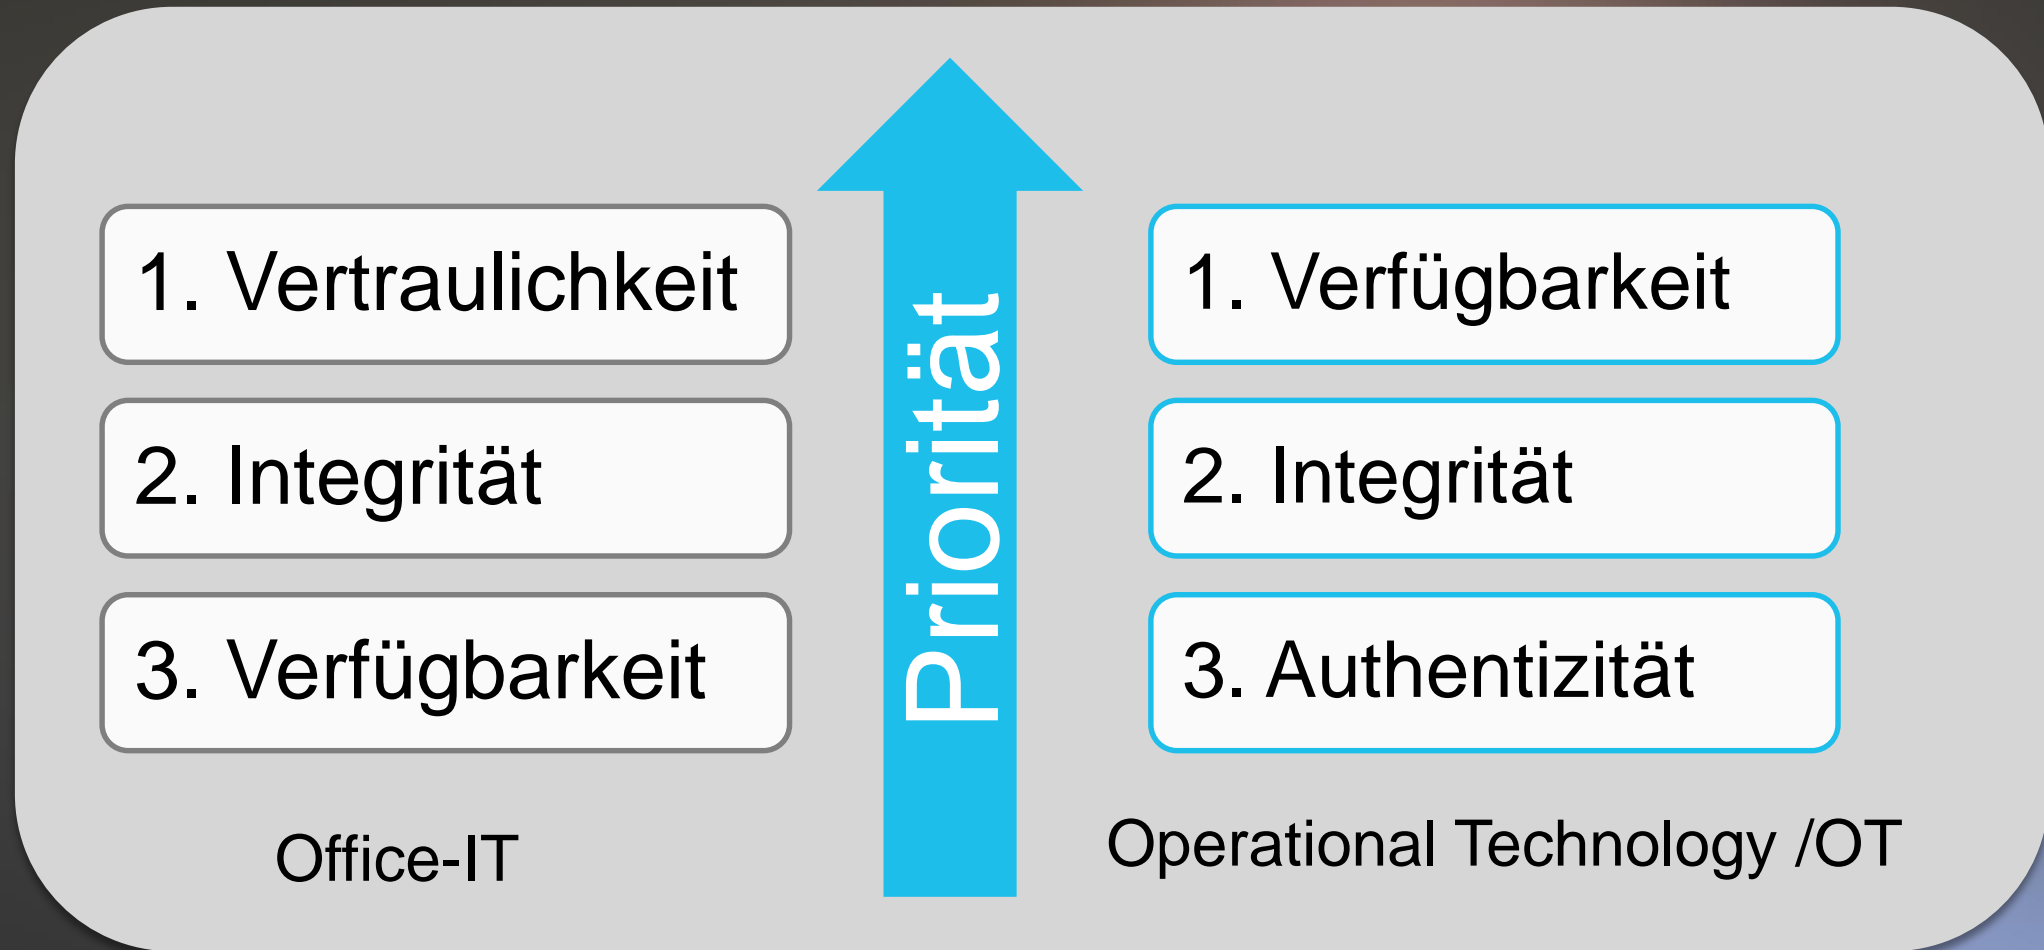 1. Vertraulichkeit
2. Integrität
3. Verfügbarkeit
Office-IT
Priorität
1. Verfügbarkeit
2. Integrität
3. Authentizität
Operational Technology /OT